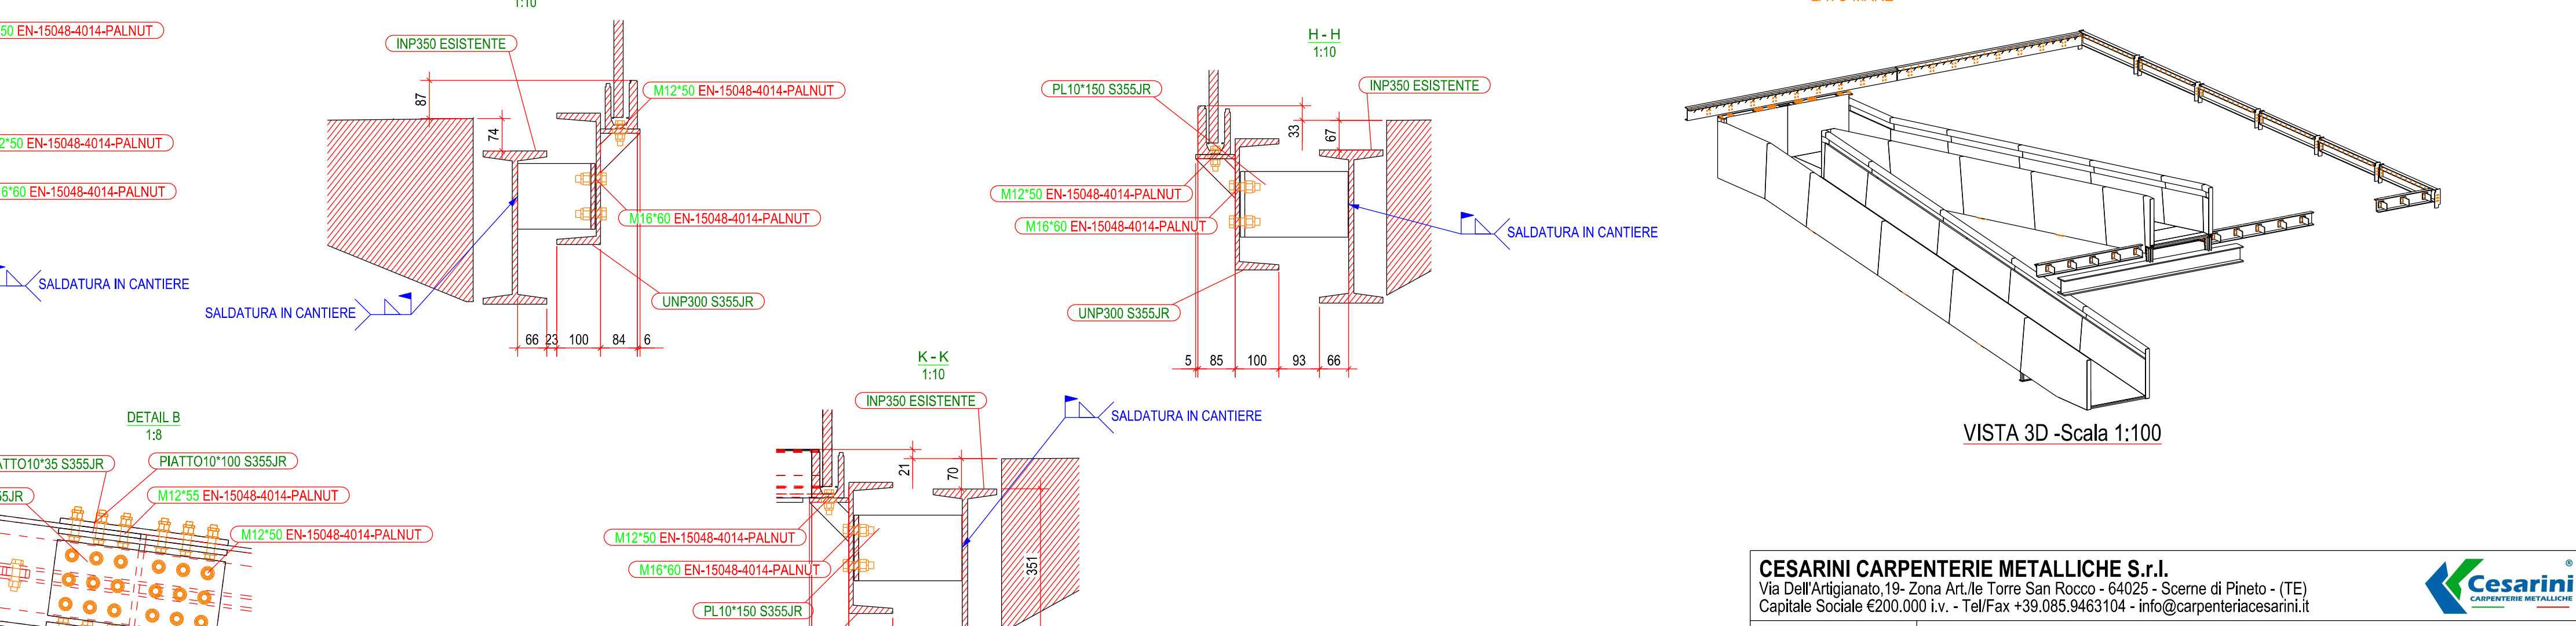 1:10
50 EN-15048-4014-PALNUT
INP350 ESISTENTE
87
74
M12*50 EN-15048-4014-PALNUT
M16*60 EN-15048-4014-PALNUT
2*50 EN-15048-4014-PALNUT
6*60 EN-15048-4014-PALNUT
SALDATURA IN CANTIERE
SALDATURA IN CANTIERE
UNP300 S355JR
66 23 100 84 6
H - H
1:10
PL10*150 S355JR
INP350 ESISTENTE
33
67
M12*50 EN-15048-4014-PALNUT
M16*60 EN-15048-4014-PALNUT
SALDATURA IN CANTIERE
UNP300 S355JR
5 85 100 93 66
K - K
1:10
INP350 ESISTENTE
SALDATURA IN CANTIERE
21
70
351
M12*50 EN-15048-4014-PALNUT
M16*60 EN-15048-4014-PALNUT
PL10*150 S355JR
DETAIL B
1:8
ATTO10*35 S355JR
PIATTO10*100 S355JR
55JR
M12*55 EN-15048-4014-PALNUT
M12*50 EN-15048-4014-PALNUT
VISTA 3D -Scala 1:100
CESARINI CARPENTERIE METALLICHE S.r.l.
Via Dell'Artigianato,19- Zona Art./le Torre San Rocco - 64025 - Scerne di Pineto - (TE)
Capitale Sociale €200.000 i.v. - Tel/Fax +39.085.9463104 - info@carpenteriacesarini.it
Cesarini®
CARPENTERIE METALLICHE